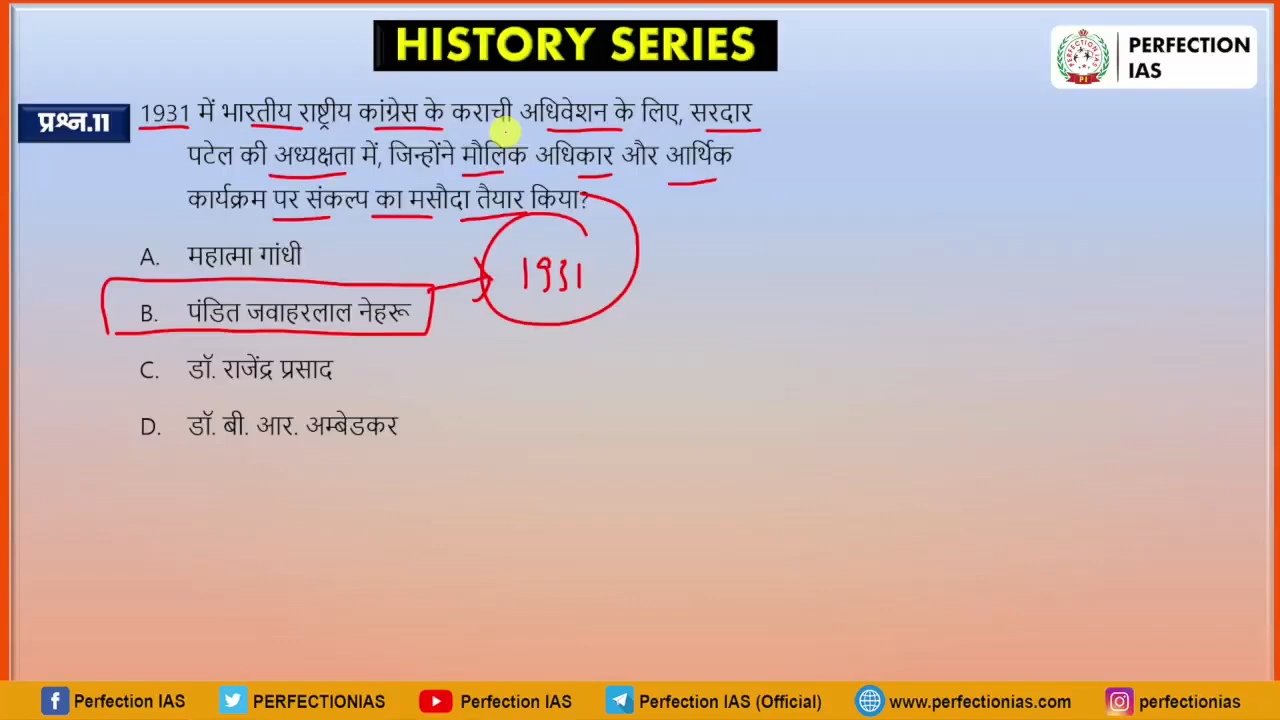 HISTORY SERIES
PERFECTION
IAS
PERFECTION IAS
PI
प्रश्न.11
1931 में भारतीय राष्ट्रीय कांग्रेस के कराची अधिवेशन के लिए, सरदार
पटेल की अध्यक्षता में, जिन्होंने मौलिक अधिकार और आर्थिक
कार्यक्रम पर संकल्प का मसौदा तैयार किया?
A. महात्मा गांधी
1931
B. पंडित जवाहरलाल नेहरू
C. डॉ. राजेंद्र प्रसाद
D. डॉ. बी. आर. अम्बेडकर
Perfection IAS PERFECTIONIAS Perfection IAS Perfection IAS (Official) www.perfectionias.com perfectionias